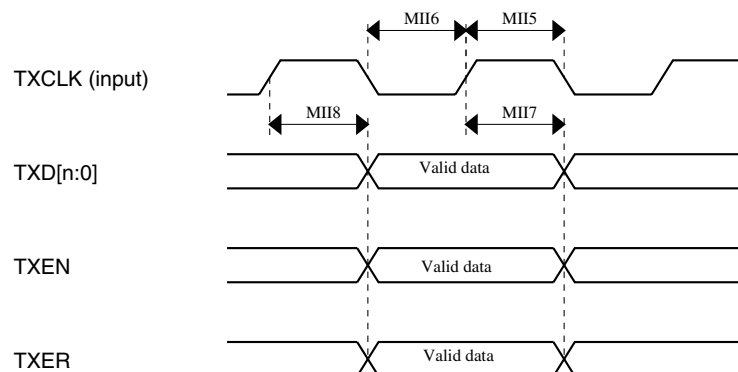 MII6 MII5
TXCLK (input)
MII8 MII7
TXD[n:0] Valid data
TXEN Valid data
TXER Valid data